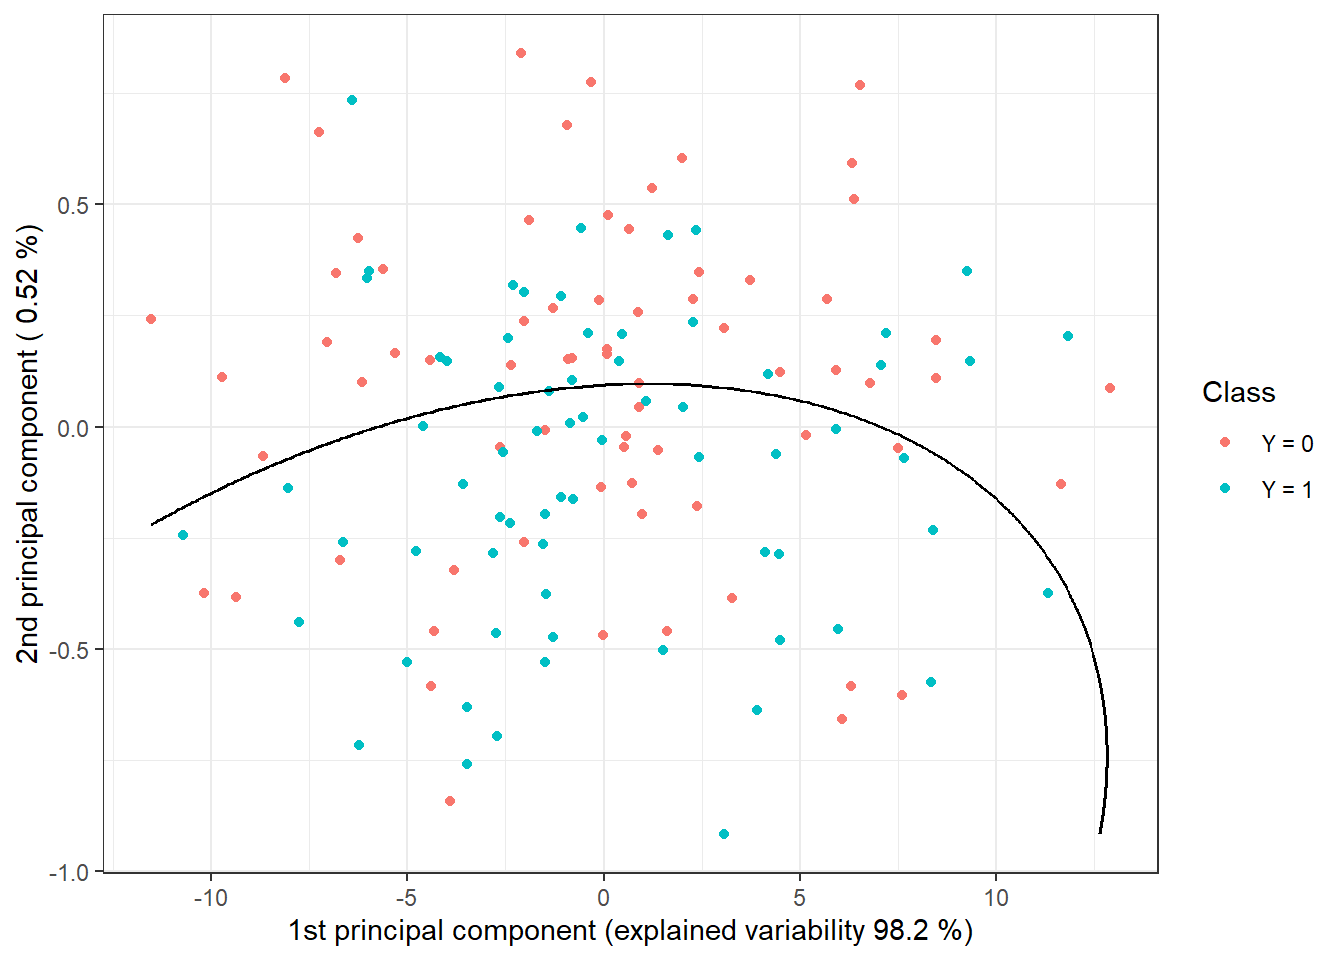 0.5
0.0
-0.5
-1.0
-10
-5
0
5
10
1st principal component (explained variability 98.2 %)
2nd principal component ( 0.52 %)
Class
Y = 0
Y = 1